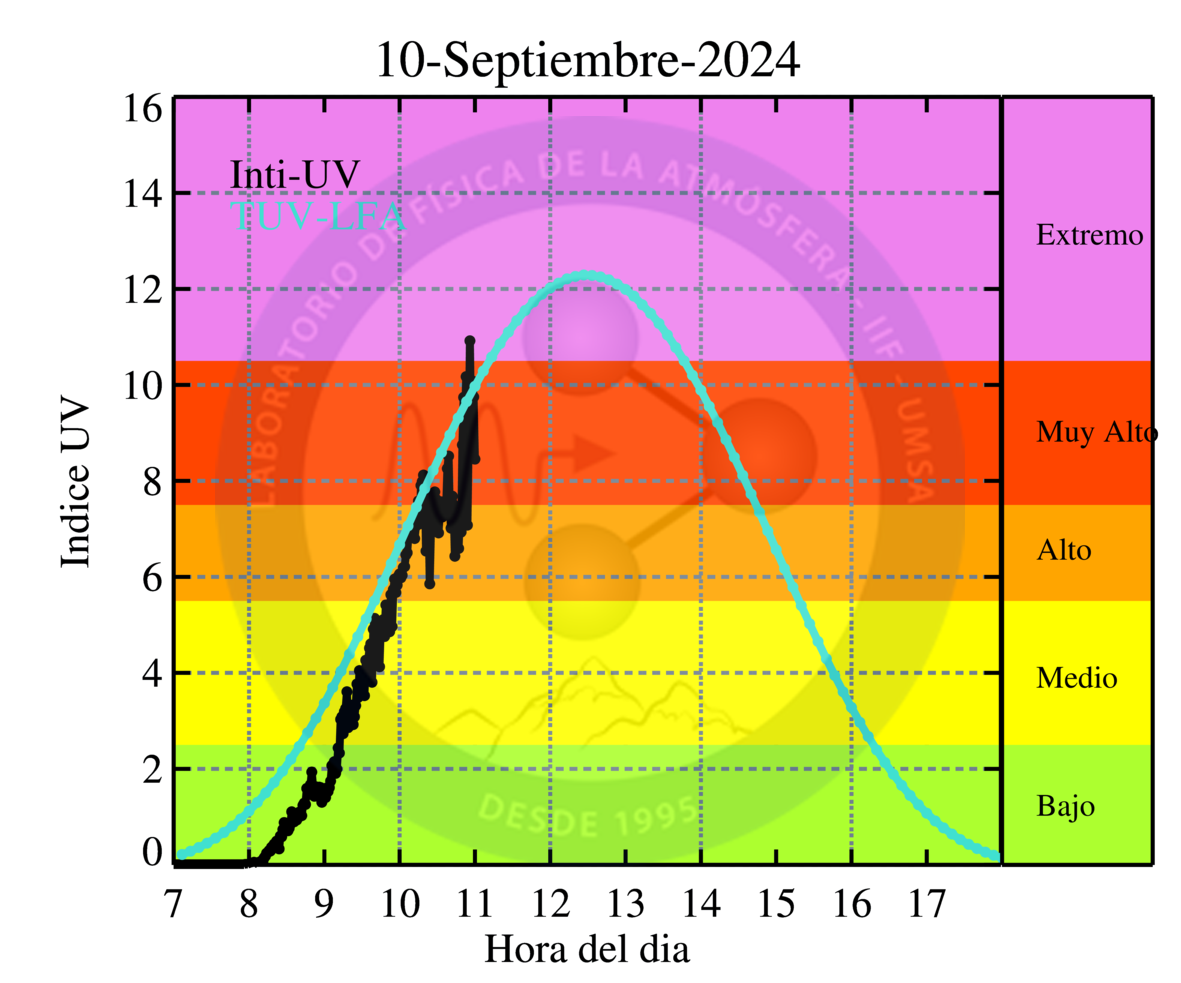 10-Septiembre-2024
16
14
12
10
8
6
4
2
0
Indice UV
Inti-UV
TUV-LFA
LABORATORIO DE FÍSICA DE LA ATMÓSFERA - IIF - UMSA
DESDE 1995
Extremo
Muy Alto
Alto
Medio
Bajo
7 8 9 10 11 12 13 14 15 16 17
Hora del dia